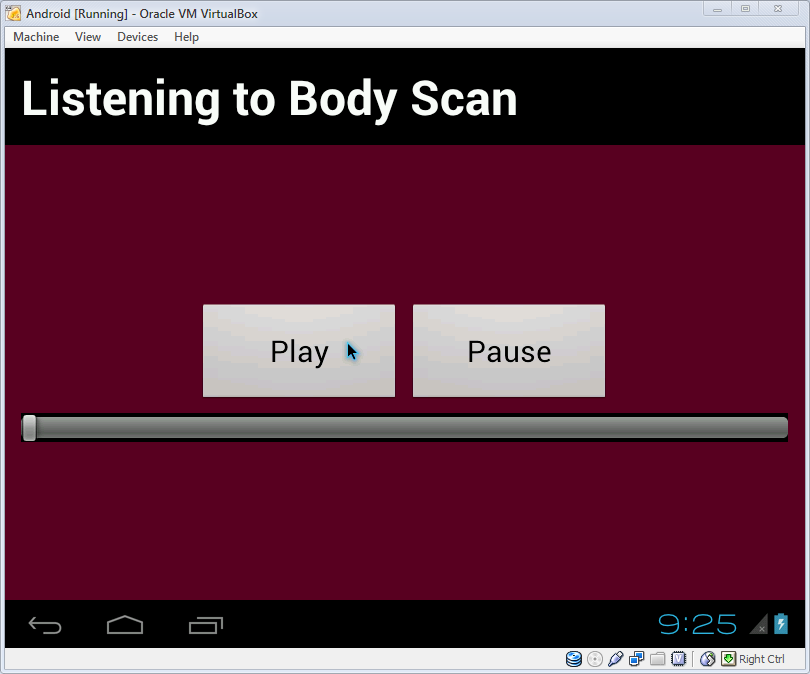 Android [Running] - Oracle VM VirtualBox
Machine View Devices Help
Listening to Body Scan
Play Pause
9:25
Right Ctrl